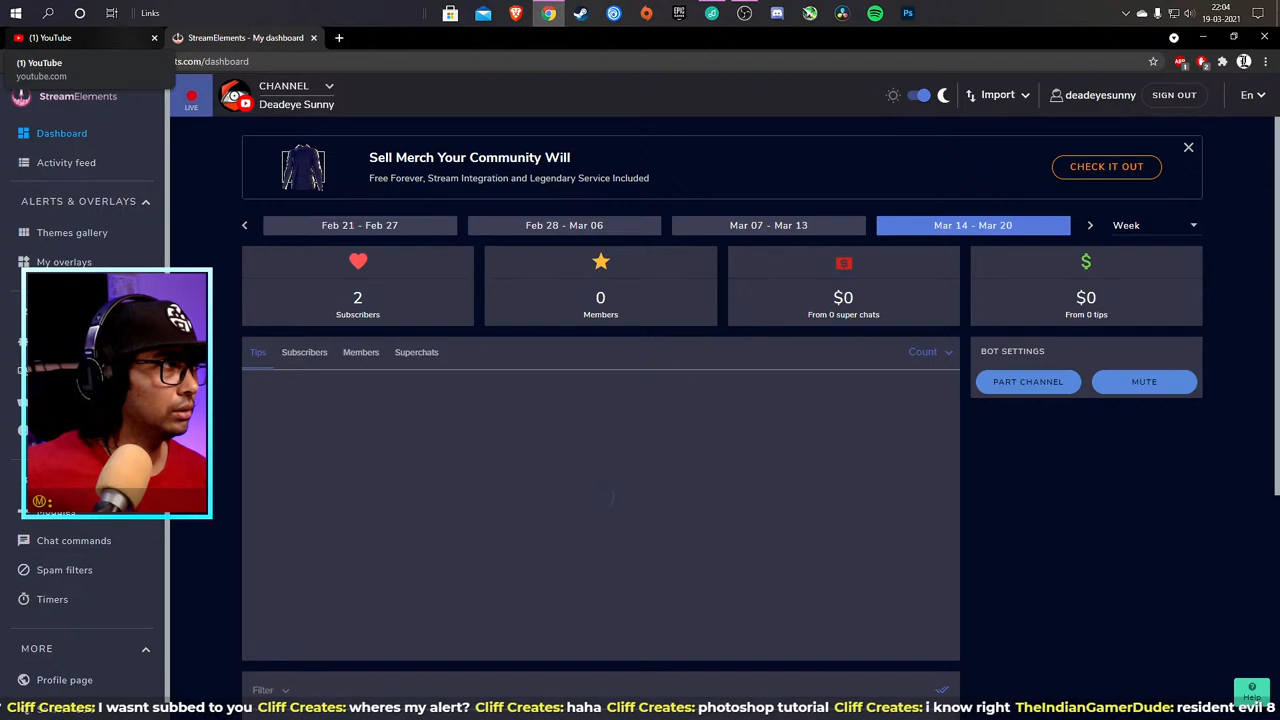 Links
22:04
19-03-2021
(1) YouTube
StreamElements - My dashboard
(1) YouTube
youtube.com
ts.com/dashboard
StreamElements
LIVE
CHANNEL
Deadeye Sunny
Import
deadeyesunny
SIGN OUT
En
Dashboard
Activity feed
ALERTS & OVERLAYS
Themes gallery
My overlays
Sell Merch Your Community Will
Free Forever, Stream Integration and Legendary Service Included
CHECK IT OUT
Feb 21 - Feb 27
Feb 28 - Mar 06
Mar 07 - Mar 13
Mar 14 - Mar 20
Week
2
Subscribers
0
Members
$0
From 0 super chats
$0
From 0 tips
Tips
Subscribers
Members
Superchats
Count
BOT SETTINGS
PART CHANNEL
MUTE
Ⓜ :
Modules
Chat commands
Spam filters
Timers
MORE
Profile page
Filter
Help
Cliff Creates: I wasnt subbed to you Cliff Creates: wheres my alert? Cliff Creates: haha Cliff Creates: photoshop tutorial Cliff Creates: i know right TheIndianGamerDude: resident evil 8